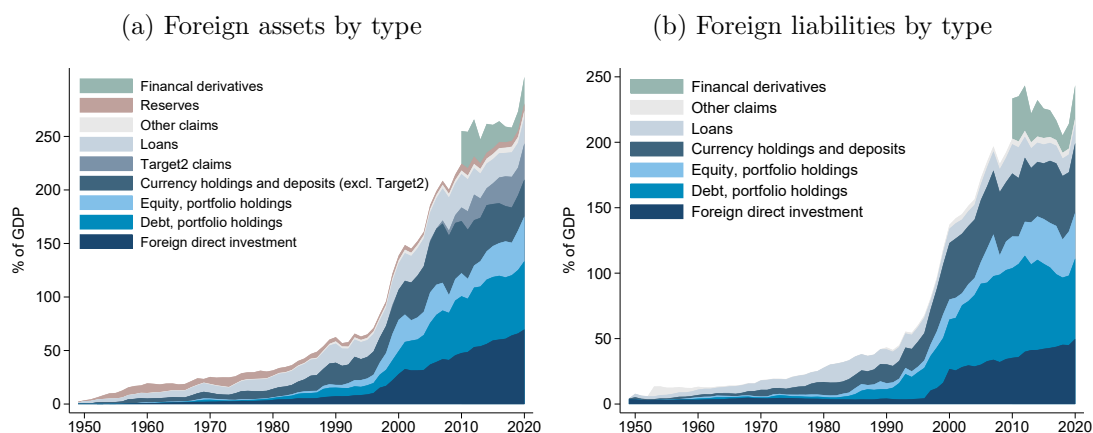 (a) Foreign assets by type
Financal derivatives
Reserves
Other claims
Loans
Target2 claims
Currency holdings and deposits (excl. Target2)
Equity, portfolio holdings
Debt, portfolio holdings
Foreign direct investment
% of GDP
250
200
150
100
50
0
1950 1960 1970 1980 1990 2000 2010 2020
(b) Foreign liabilities by type
Financal derivatives
Other claims
Loans
Currency holdings and deposits
Equity, portfolio holdings
Debt, portfolio holdings
Foreign direct investment
% of GDP
250
200
150
100
50
0
1950 1960 1970 1980 1990 2000 2010 2020